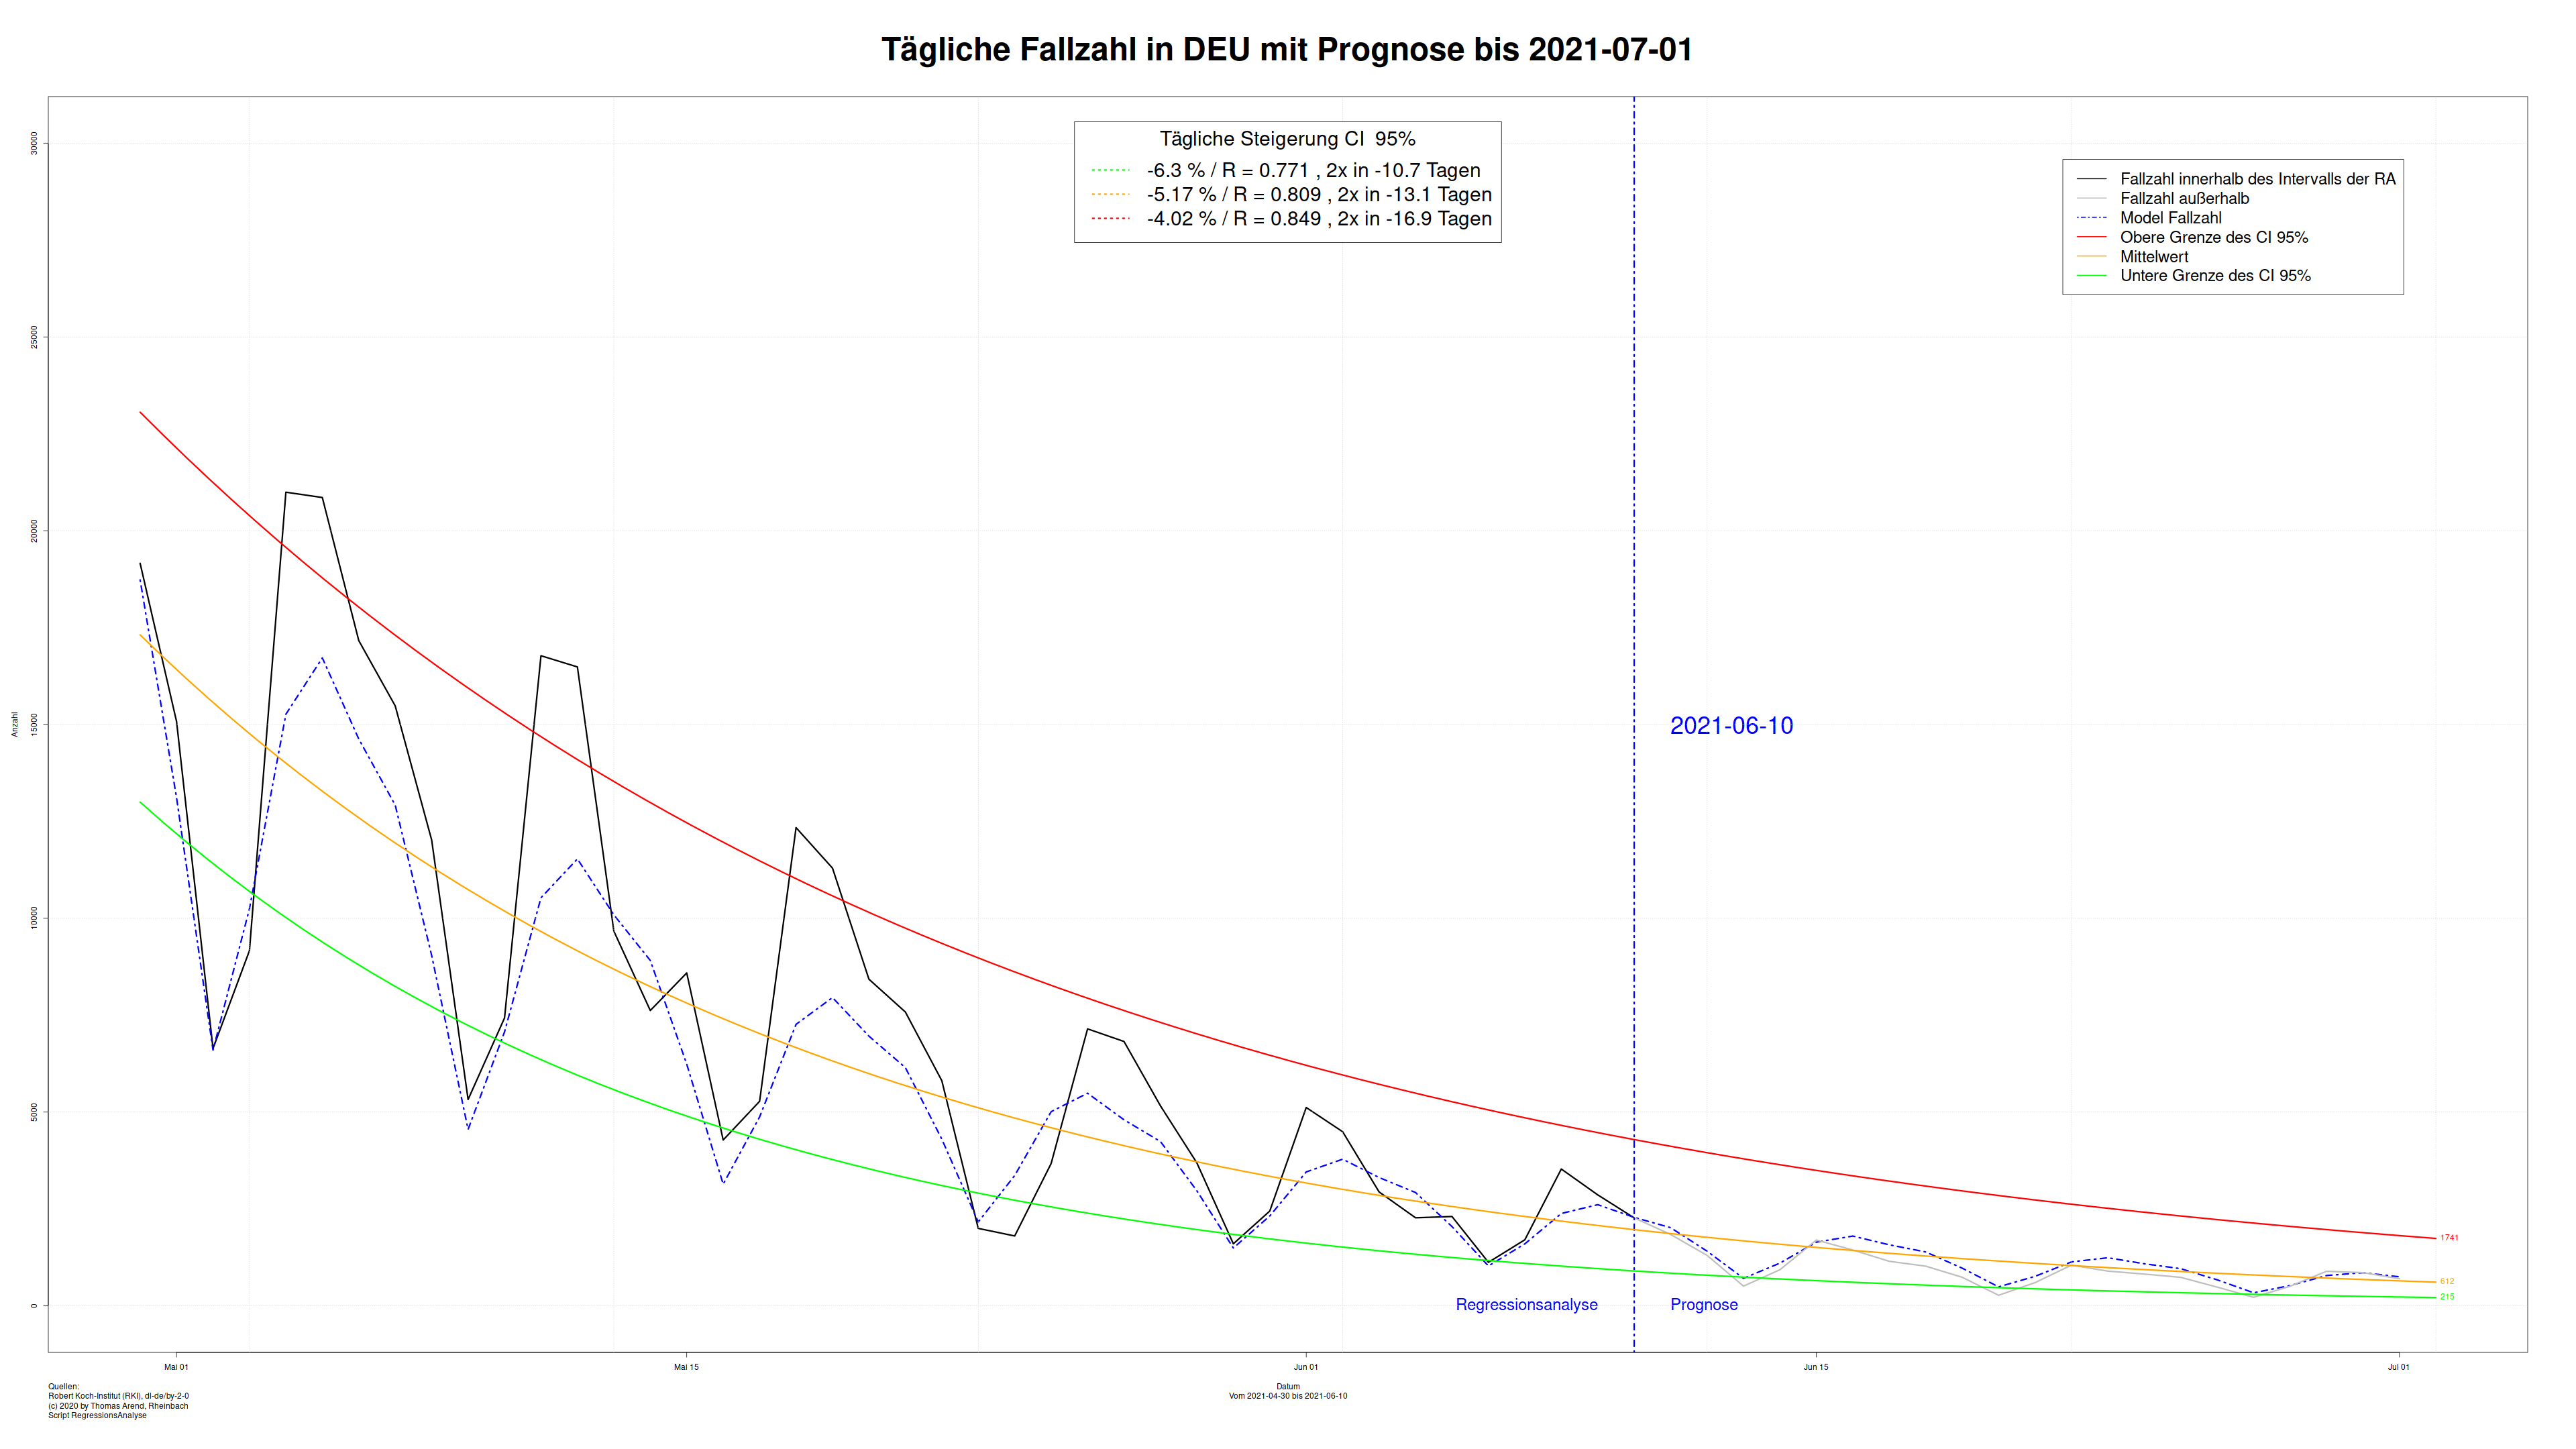 Tägliche Fallzahl in DEU mit Prognose bis 2021-07-01
Tägliche Steigerung CI  95%
-6.3 % / R = 0.771 , 2x in -10.7 Tagen
-5.17 % / R = 0.809 , 2x in -13.1 Tagen
-4.02 % / R = 0.849 , 2x in -16.9 Tagen
Fallzahl innerhalb des Intervalls der RA
Fallzahl außerhalb
Model Fallzahl
Obere Grenze des CI 95%
Mittelwert
Untere Grenze des CI 95%
30000
25000
20000
15000
10000
5000
0
Anzahl
2021-06-10
1741
612
215
Regressionsanalyse
Prognose
Mai 01
Mai 15
Jun 01
Jun 15
Jul 01
Datum
Vom 2021-04-30 bis 2021-06-10
Quellen:
Robert Koch-Institut (RKI), dl-de/by-2-0
(c) 2020 by Thomas Arend, Rheinbach
Script RegressionsAnalyse